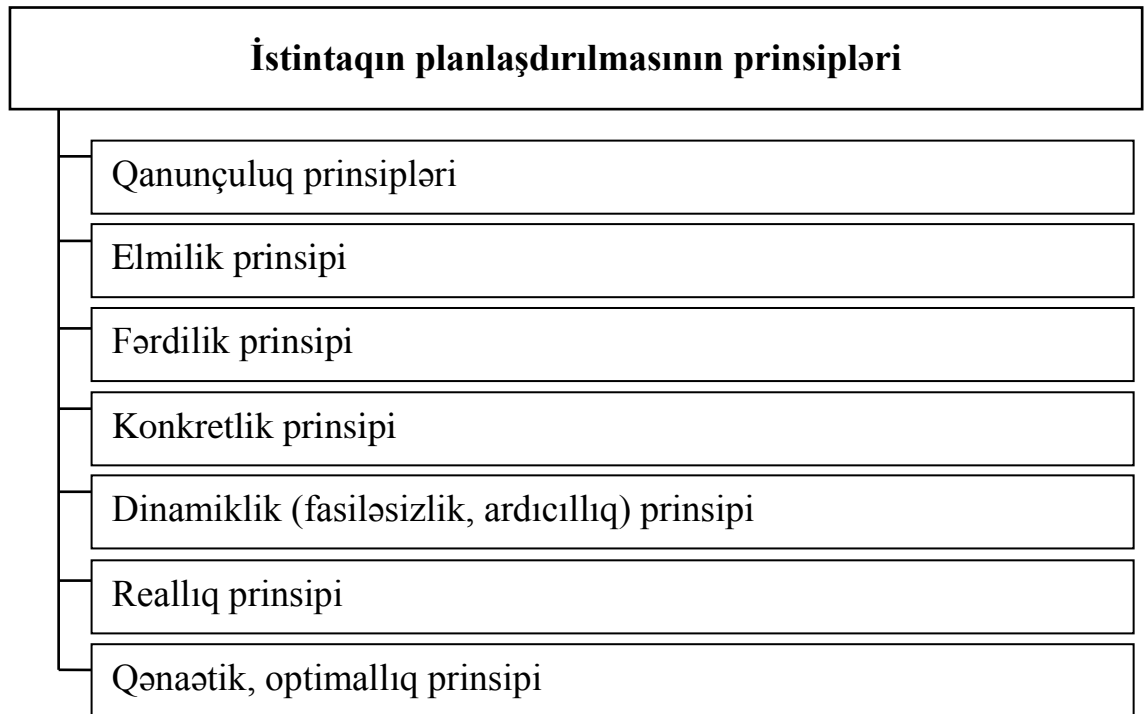 İstintaqın planlaşdırılmasının prinsipləri
Qanunçuluq prinsipləri
Elmilik prinsipi
Fərdilik prinsipi
Konkretlik prinsipi
Dinamiklik (fasiləsizlik, ardıcıllıq) prinsipi
Reallıq prinsipi
Qənaətik, optimallıq prinsipi